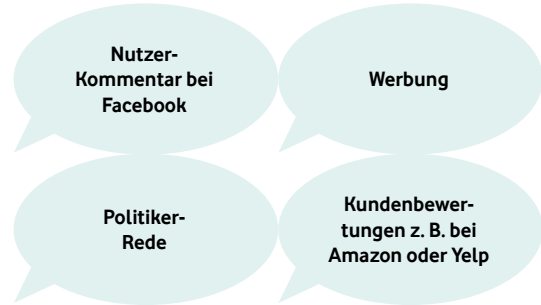 Nutzer-
Kommentar bei
Facebook
Werbung
Politiker-
Rede
Kundenbewer-
tungen z. B. bei
Amazon oder Yelp